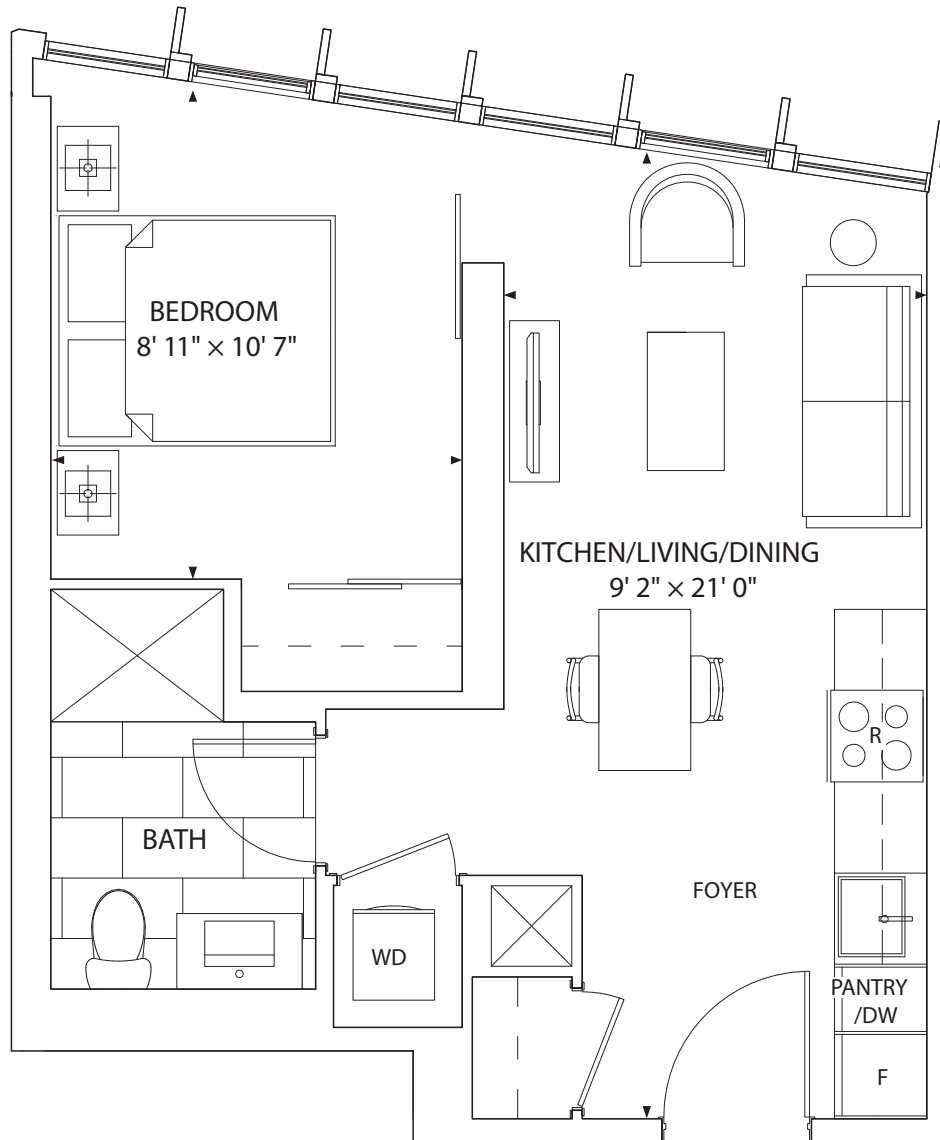 BEDROOM
8' 11" × 10' 7"
KITCHEN/LIVING/DINING
9' 2" × 21' 0"
R
BATH
FOYER
WD
PANTRY
/DW
F